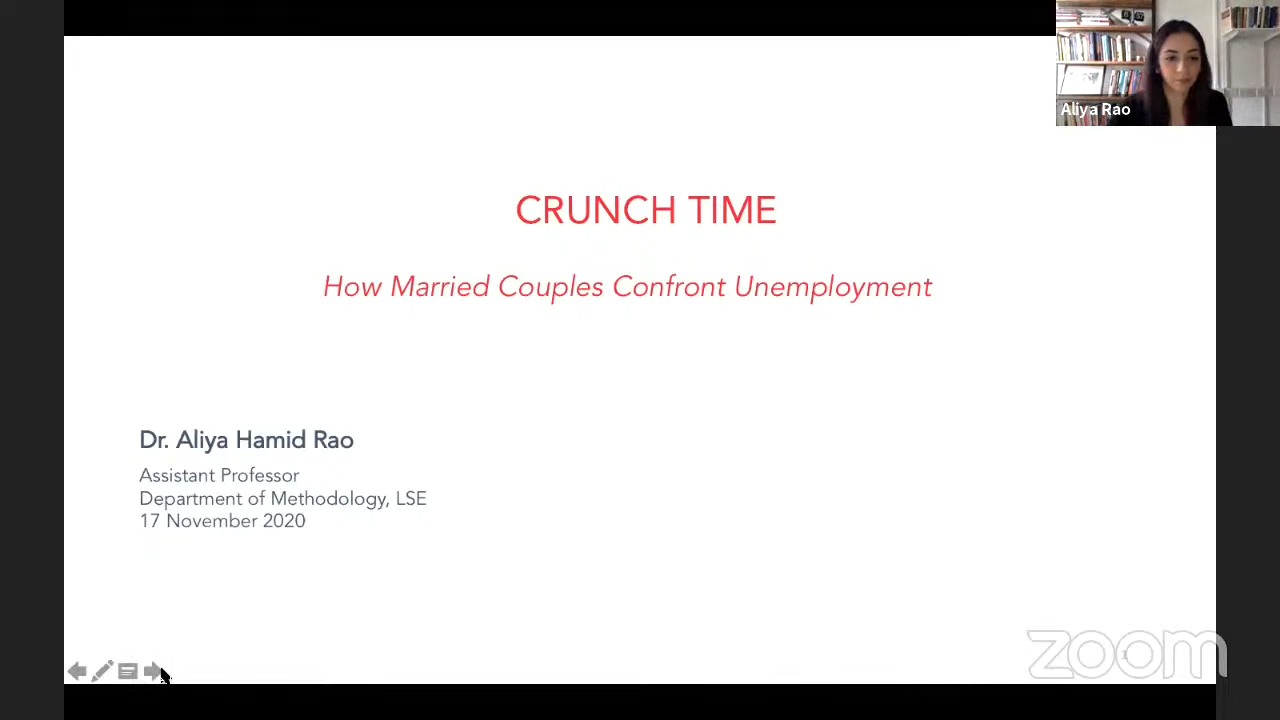 Aliya Rao
CRUNCH TIME
How Married Couples Confront Unemployment
Dr. Aliya Hamid Rao
Assistant Professor
Department of Methodology, LSE
17 November 2020
zoom
1